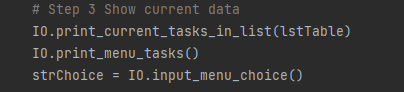 # Step 3 Show current data
IO.print_current_tasks_in_list(lstTable)
IO.print_menu_tasks()
strChoice = IO.input_menu_choice()